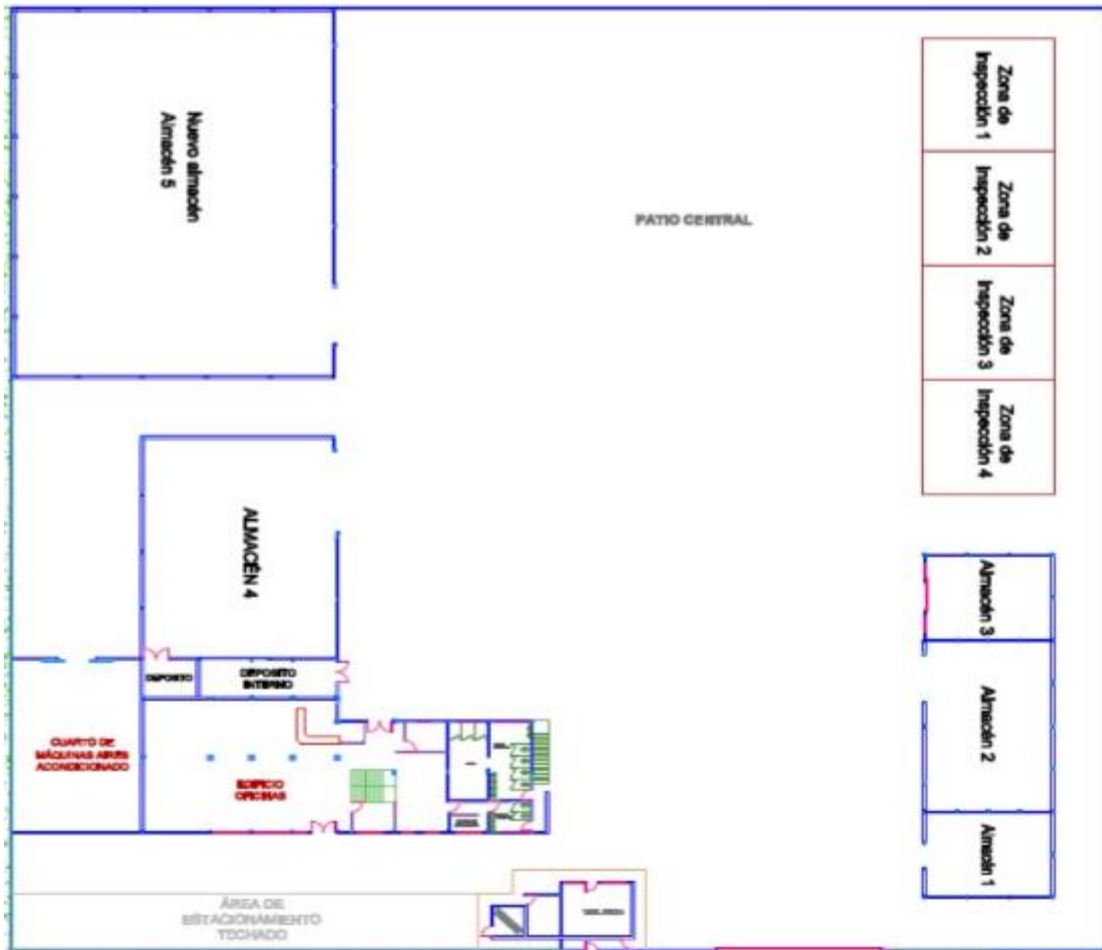 Nuevo almacén
Almacén 5
PATIO CENTRAL
Zona de
Inspección 1
Zona de
Inspección 2
Zona de
Inspección 3
Zona de
Inspección 4
ALMACÉN 4
Almacén 3
Almacén 2
Almacén 1
DEPOSITO
DEPOSITO
INTERNO
CUARTO DE
MÁQUINAS AIRES
ACONDICIONADO
EDIFICIO
OFICINAS
ÁREA DE
ESTACIONAMIENTO
TECHADO